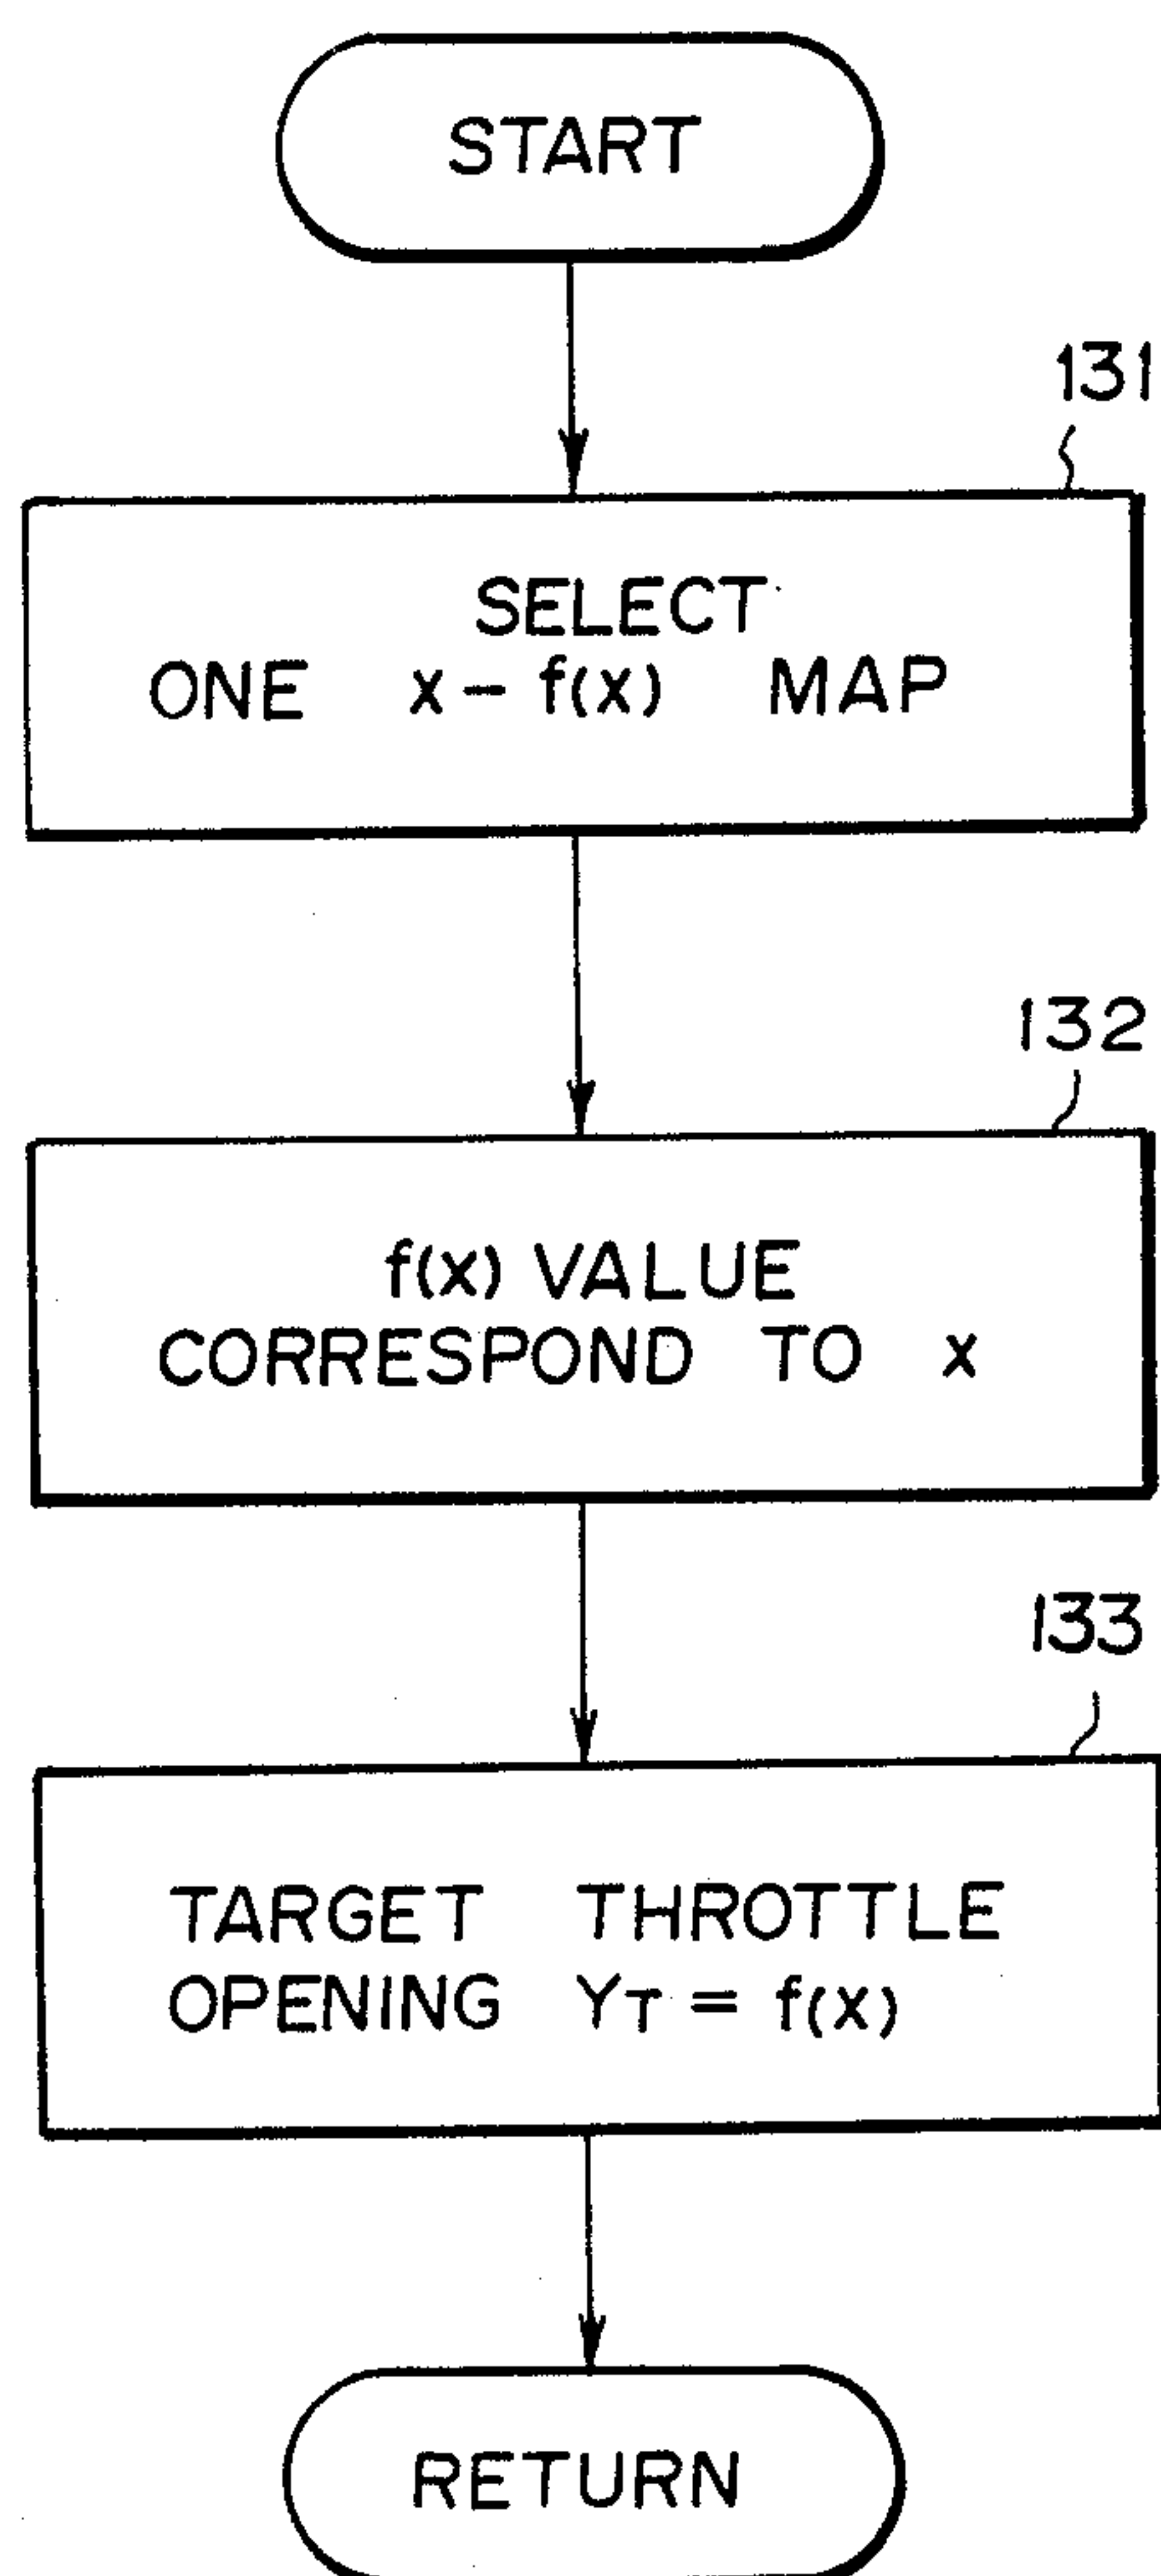 START
131
SELECT
ONE x - f(x) MAP
132
f(x) VALUE
CORRESPOND TO x
133
TARGET THROTTLE
OPENING YT = f(x)
RETURN